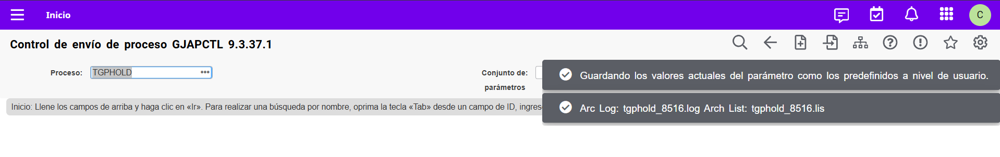 Inicio
C
Control de envío de proceso GJAPCTL 9.3.37.1
Proceso: TGPHOLD
Conjunto de:
parámetros
Guardando los valores actuales del parámetro como los predefinidos a nivel de usuario.
Inicio: Llene los campos de arriba y haga clic en «Ir». Para realizar una búsqueda por nombre, oprima la tecla «Tab» desde un campo de ID,
Arc Log: tgphold_8516.log Arch List: tgphold_8516.lis